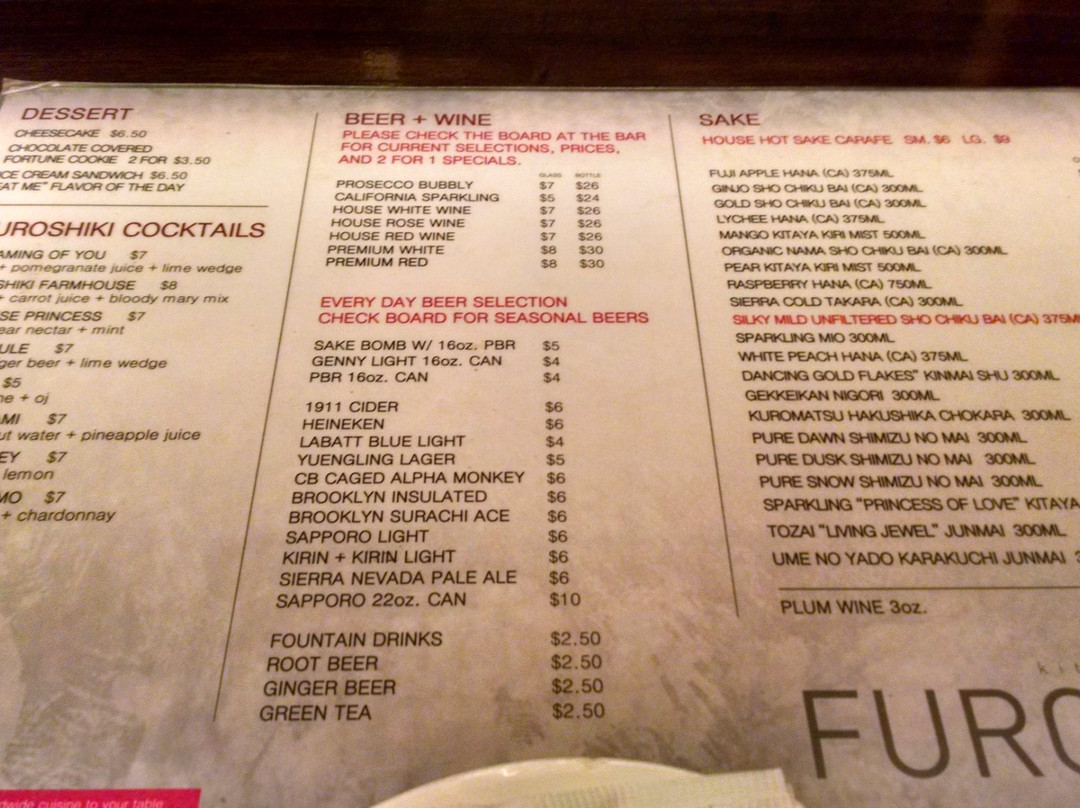 DESSERT
CHEESECAKE $6.50
CHOCOLATE COVERED
FORTUNE COOKIE 2 FOR $3.50
ICE CREAM SANDWICH $6.50
EAT ME" FLAVOR OF THE DAY
UROSHIKI COCKTAILS
AMING OF YOU $7
+ pomegranate juice + lime wedge
SHIKI FARMHOUSE $8
+ carrot juice + bloody mary mix
SE PRINCESS $7
ear nectar + mint
ULE $7
ger beer + lime wedge
$5
ne + oj
AMI $7
ut water + pineapple juice
EY $7
lemon
MO $7
+ chardonnay
dwide cuisine to your table
BEER + WINE
PLEASE CHECK THE BOARD AT THE BAR
FOR CURRENT SELECTIONS, PRICES,
AND 2 FOR 1 SPECIALS.
GLASS BOTTLE
PROSECCO BUBBLY $7 $26
CALIFORNIA SPARKLING $5 $24
HOUSE WHITE WINE $7 $26
HOUSE ROSE WINE $7 $26
HOUSE RED WINE $7 $26
PREMIUM WHITE $8 $30
PREMIUM RED $8 $30
EVERY DAY BEER SELECTION
CHECK BOARD FOR SEASONAL BEERS
SAKE BOMB W/ 16oz. PBR $5
GENNY LIGHT 16oz. CAN $4
PBR 16oz. CAN $4
1911 CIDER $6
HEINEKEN $6
LABATT BLUE LIGHT $4
YUENGLING LAGER $5
CB CAGED ALPHA MONKEY $6
BROOKLYN INSULATED $6
BROOKLYN SURACHI ACE $6
SAPPORO LIGHT $6
KIRIN + KIRIN LIGHT $6
SIERRA NEVADA PALE ALE $6
SAPPORO 22oz. CAN $10
FOUNTAIN DRINKS $2.50
ROOT BEER $2.50
GINGER BEER $2.50
GREEN TEA $2.50
SAKE
HOUSE HOT SAKE CARAFE SM. $6 LG. $9
FUJI APPLE HANA (CA) 375ML
GINJO SHO CHIKU BAI (CA) 300ML
GOLD SHO CHIKU BAI (CA) 300ML
LYCHEE HANA (CA) 375ML
MANGO KITAYA KIRI MIST 500ML
ORGANIC NAMA SHO CHIKU BAI (CA) 300ML
PEAR KITAYA KIRI MIST 500ML
RASPBERRY HANA (CA) 750ML
SIERRA COLD TAKARA (CA) 300ML
SILKY MILD UNFILTERED SHO CHIKU BAI (CA) 375M
SPARKLING MIO 300ML
WHITE PEACH HANA (CA) 375ML
DANCING GOLD FLAKES" KINMAI SHU 300ML
GEKKEIKAN NIGORI 300ML
KUROMATSU HAKUSHIKA CHOKARA 300ML
PURE DAWN SHIMIZU NO MAI 300ML
PURE DUSK SHIMIZU NO MAI 300ML
PURE SNOW SHIMIZU NO MAI 300ML
SPARKLING "PRINCESS OF LOVE" KITAYA
TOZAI "LIVING JEWEL" JUNMAI 300ML
UME NO YADO KARAKUCHI JUNMAI 3
PLUM WINE 3oz.
FURO